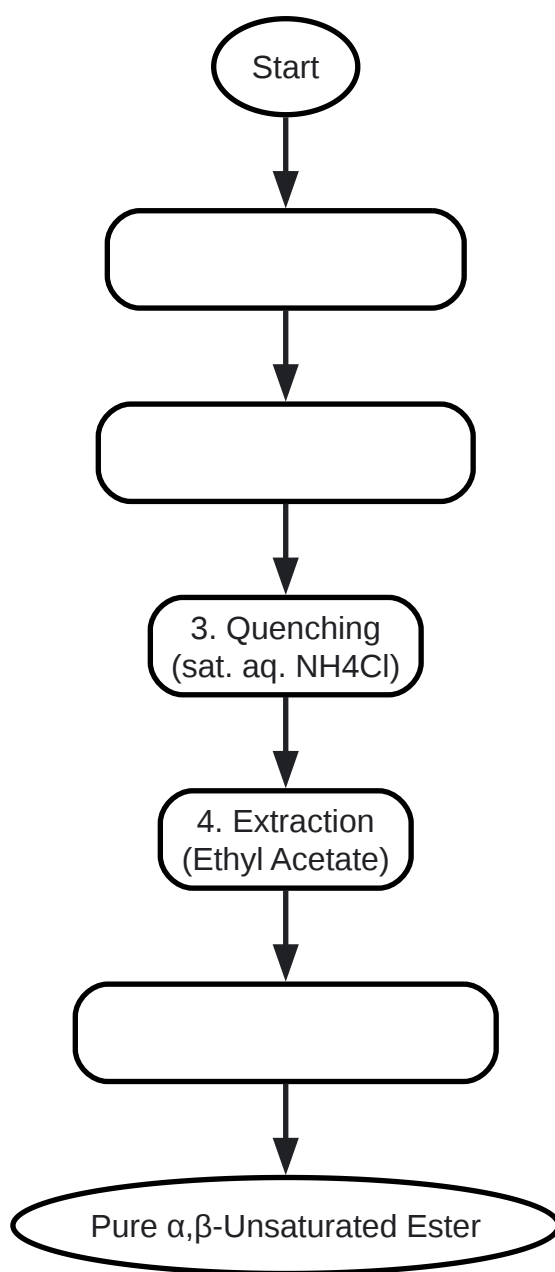 Start
3. Quenching
(sat. aq. NH4Cl)
4. Extraction
(Ethyl Acetate)
Pure α,β-Unsaturated Ester